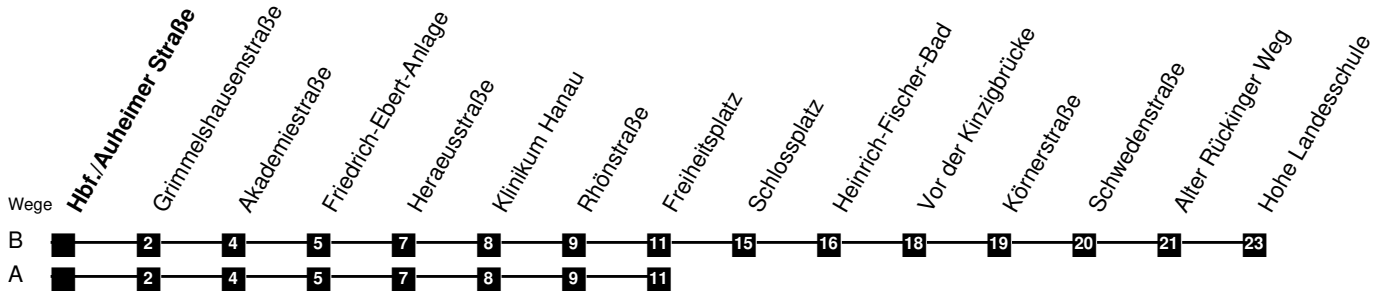 Hbf./Auheimer Straße
Grimmelshausenstraße
Akademiestraße
Friedrich-Ebert-Anlage
Heraeusstraße
Klinikum Hanau
Rhönstraße
Freiheitsplatz
Schlossplatz
Heinrich-Fischer-Bad
Vor der Kinzigbrücke
Körnerstraße
Schwedenstraße
Alter Rückinger Weg
Hohe Landesschule
Wege
B 2 4 5 7 8 9 11 15 16 18 19 20 21 23
A 2 4 5 7 8 9 11